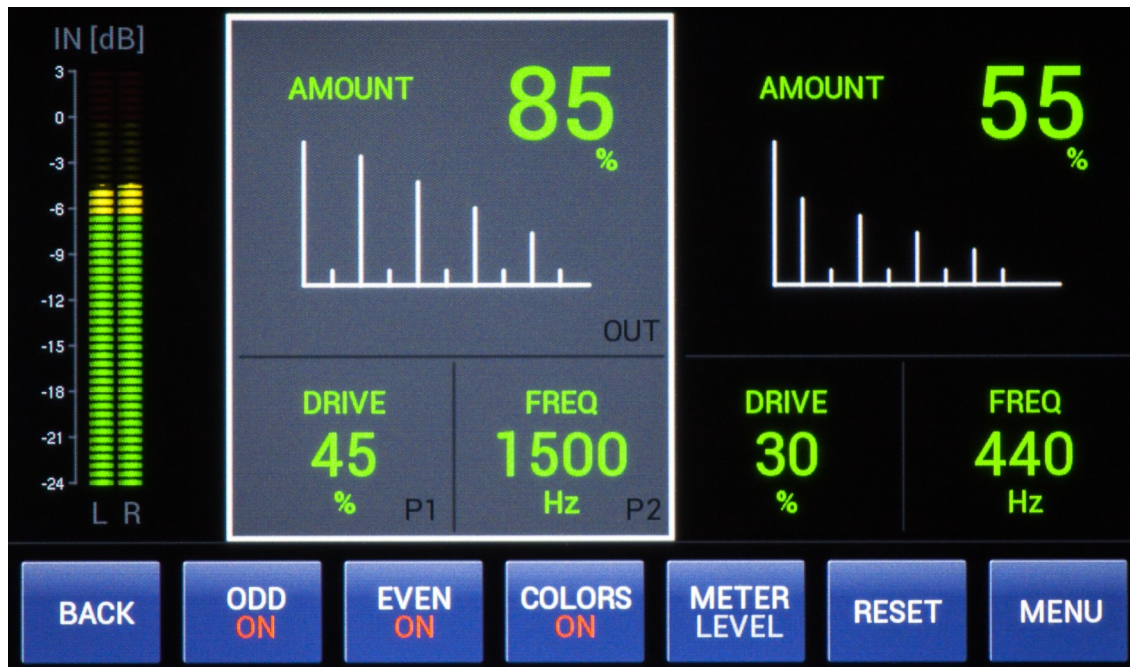 IN [dB]
3
0
-3
-6
-9
-12
-15
-18
-21
-24
L R
AMOUNT
85
%
OUT
DRIVE
45
%
P1
FREQ
1500
Hz
P2
AMOUNT
55
%
DRIVE
30
%
FREQ
440
Hz
BACK
ODD
ON
EVEN
ON
COLORS
ON
METER
LEVEL
RESET
MENU